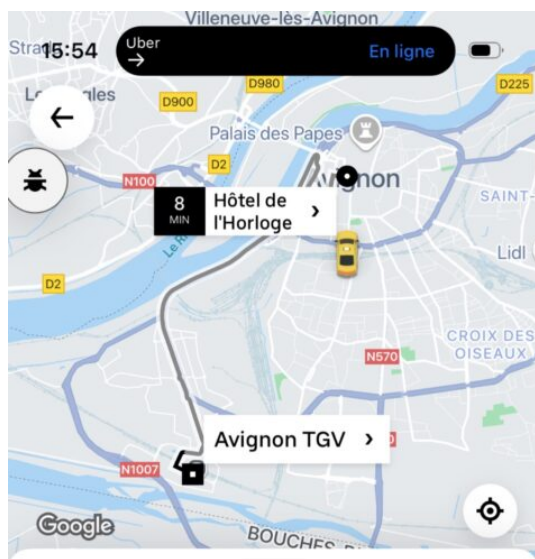 Villeneuve-lès-Avignon
15:54
Uber
→
En ligne
D980
D225
D900
Palais des Papes
D2
N100
Avignon
8
MIN
Hôtel de
l'Horloge
SAINT-
Lidl
D2
CROIX DES
OISEAUX
N570
Avignon TGV
N1007
Google